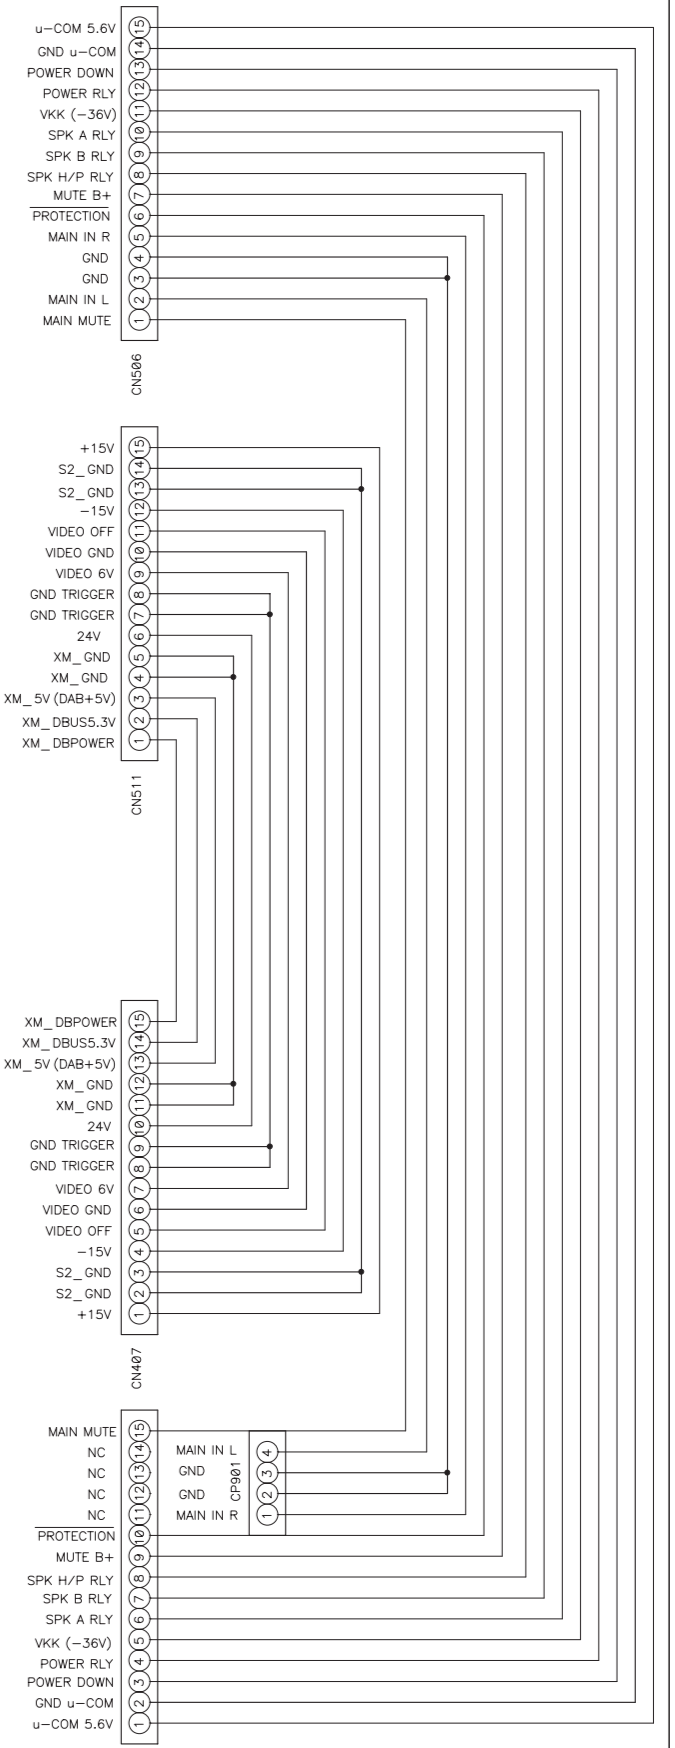 u-COM 5.6V 15
GND u-COM 14
POWER DOWN 13
POWER RLY 12
VKK (-36V) 11
SPK A RLY 10
SPK B RLY 9
SPK H/P RLY 8
MUTE B+ 7
PROTECTION 6
MAIN IN R 5
GND 4
GND 3
MAIN IN L 2
MAIN MUTE 1
CN506
+15V 15
S2_GND 14
S2_GND 13
-15V 12
VIDEO OFF 11
VIDEO GND 10
VIDEO 6V 9
GND TRIGGER 8
GND TRIGGER 7
24V 6
XM_GND 5
XM_GND 4
XM_5V(DAB+5V) 3
XM_DBUS5.3V 2
XM_DBPOWER 1
CN511
XM_DBPOWER 15
XM_DBUS5.3V 14
XM_5V(DAB+5V) 13
XM_GND 12
XM_GND 11
24V 10
GND TRIGGER 9
GND TRIGGER 8
VIDEO 6V 7
VIDEO GND 6
VIDEO OFF 5
-15V 4
S2_GND 3
S2_GND 2
+15V 1
CN407
MAIN MUTE 15
NC 14
NC 13
NC 12
NC 11
PROTECTION 10
MUTE B+ 9
SPK H/P RLY 8
SPK B RLY 7
SPK A RLY 6
VKK (-36V) 5
POWER RLY 4
POWER DOWN 3
GND u-COM 2
u-COM 5.6V 1
MAIN IN L 4
GND 3
GND 2
MAIN IN R 1
CP901